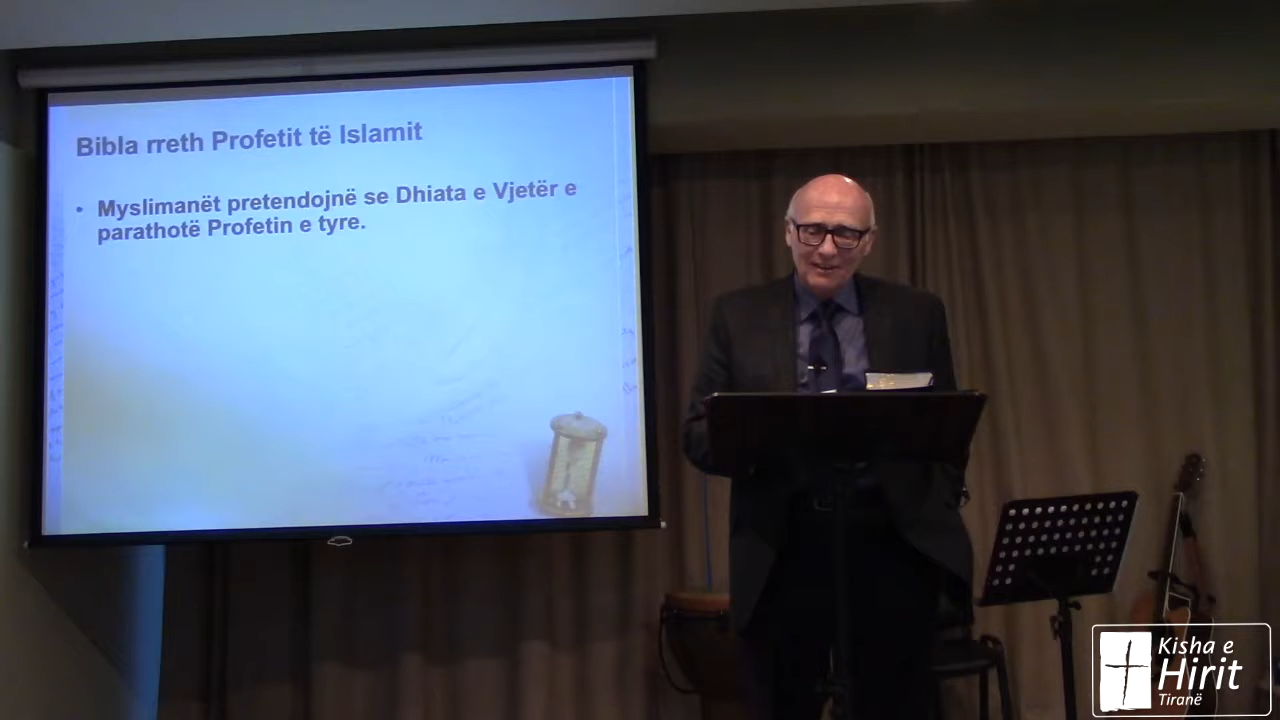 Bibla rreth Profetit të Islamit
• Myslimanët pretendojnë se Dhiata e Vjetër e
parathotë Profetin e tyre.
Kisha e
Hirit
Tiranë